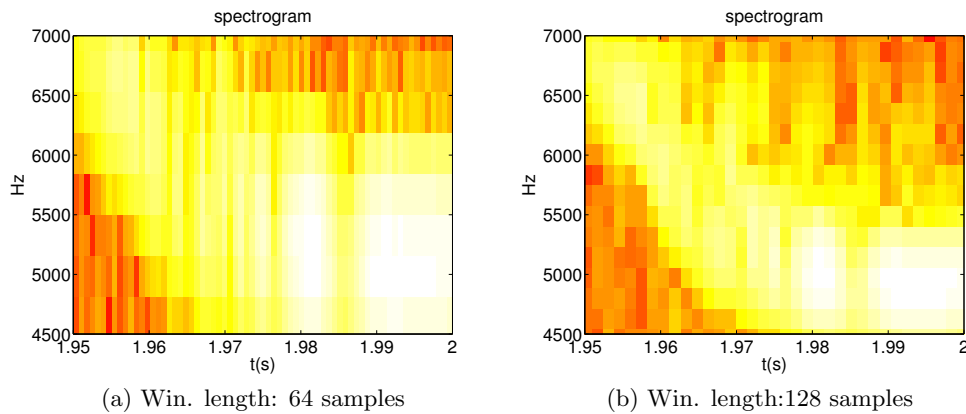 spectrogram
7000
6500
6000
5500
5000
4500
Hz
1.95 1.96 1.97 1.98 1.99 2
t(s)
(a) Win. length: 64 samples
spectrogram
7000
6500
6000
5500
5000
4500
Hz
1.95 1.96 1.97 1.98 1.99 2
t(s)
(b) Win. length:128 samples